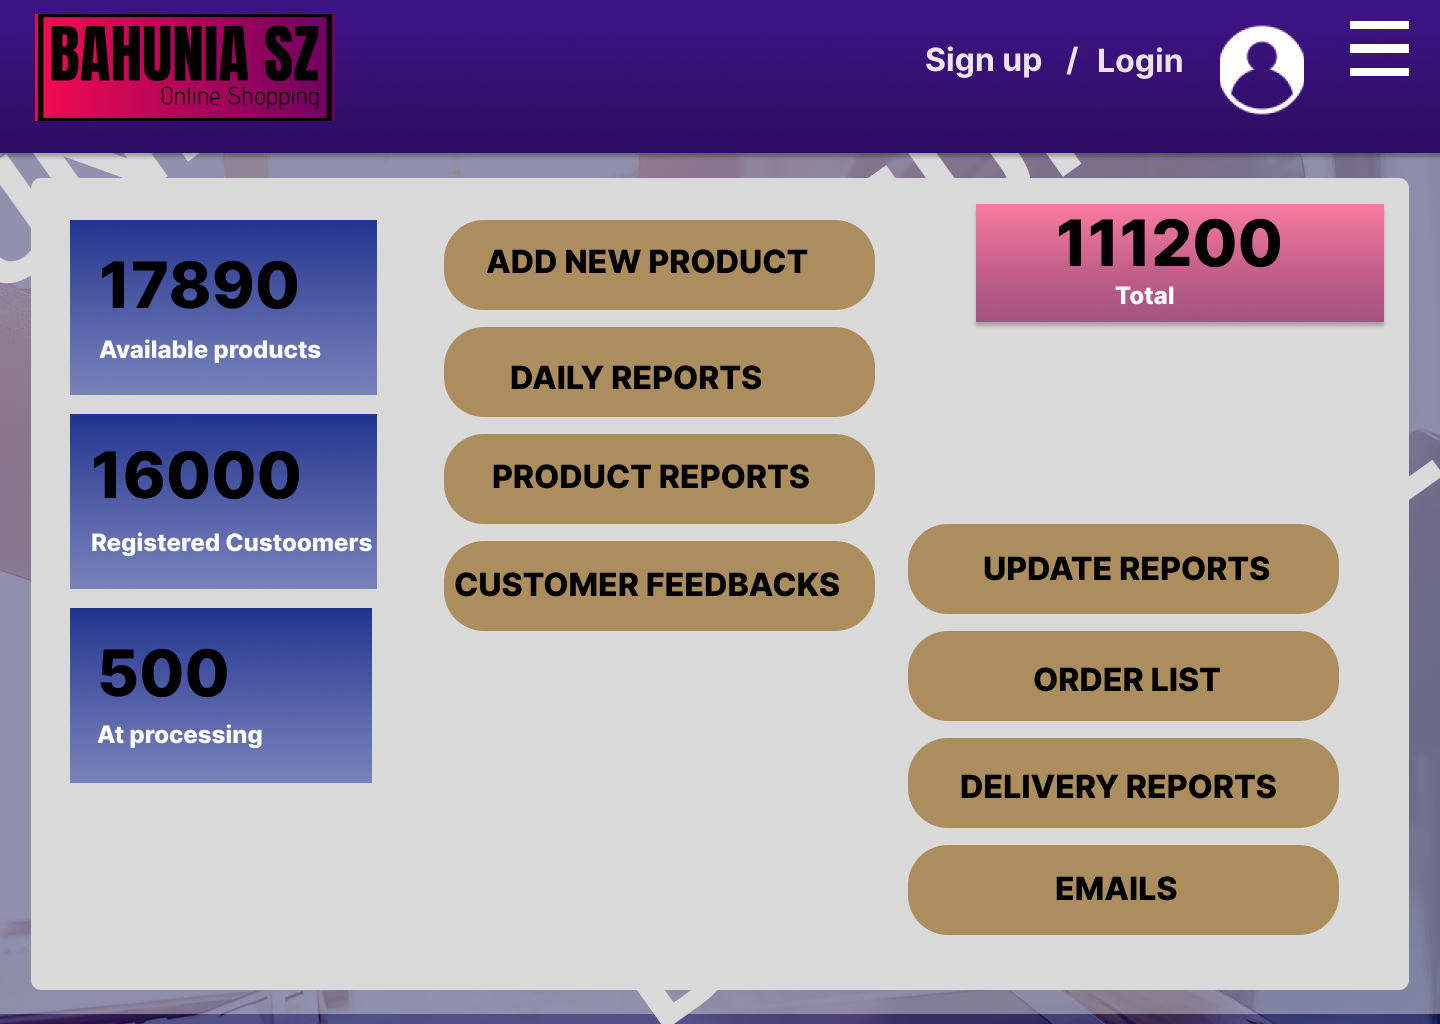 BAHUNIA SZ
Online Shopping
Sign up / Login
17890
Available products
16000
Registered Custoomers
500
At processing
ADD NEW PRODUCT
DAILY REPORTS
PRODUCT REPORTS
CUSTOMER FEEDBACKS
111200
Total
UPDATE REPORTS
ORDER LIST
DELIVERY REPORTS
EMAILS